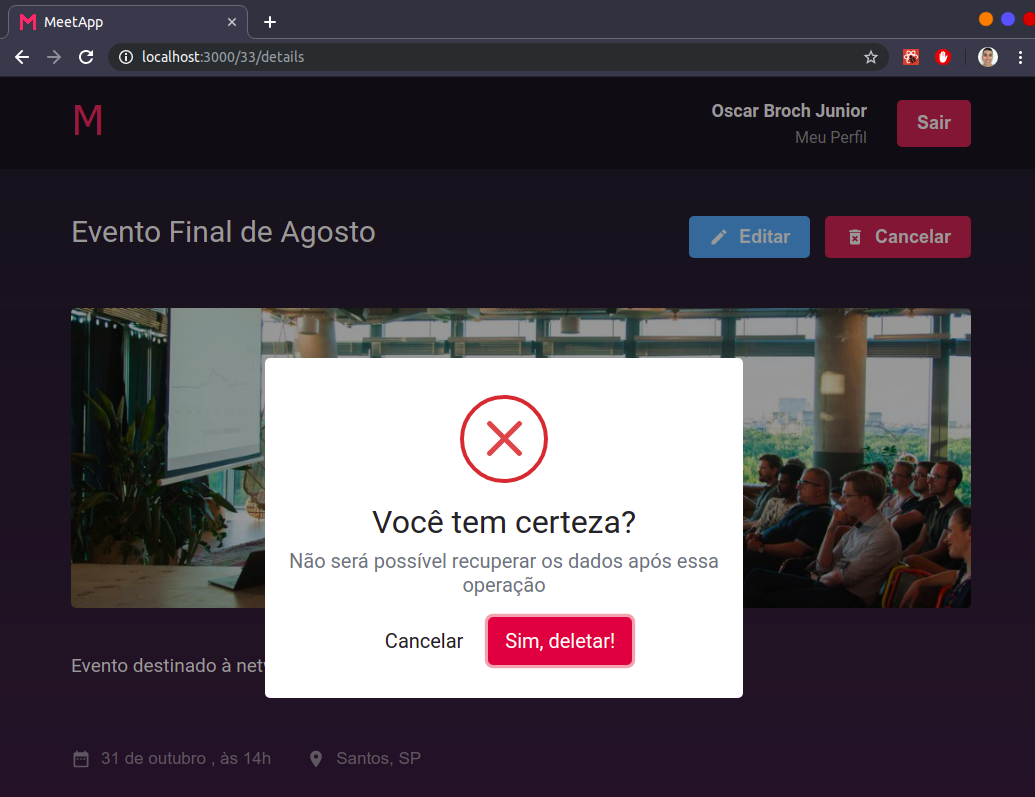 MeetApp
localhost:3000/33/details
M
Oscar Broch Junior
Meu Perfil
Sair
Evento Final de Agosto
Editar
Cancelar
Você tem certeza?
Não será possível recuperar os dados após essa
operação
Cancelar
Sim, deletar!
Evento destinado à
31 de outubro , às 14h
Santos, SP